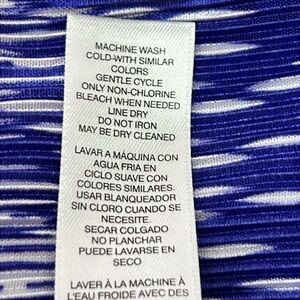 MACHINE WASH
COLD-WITH SIMILAR
COLORS
GENTLE CYCLE
ONLY NON-CHLORINE
BLEACH WHEN NEEDED
LINE DRY
DO NOT IRON
MAY BE DRY CLEANED
LAVAR A MÁQUINA CON
AGUA FRIA EN
CICLO SUAVE CON
COLORES SIMILARES.
USAR BLANQUEADOR
SIN CLORO CUANDO SE
NECESITE.
SECAR COLGADO
NO PLANCHAR
PUEDE LAVARSE EN
SECO
LAVER À LA MACHINE À
L'EAU FROIDE AVEC DES